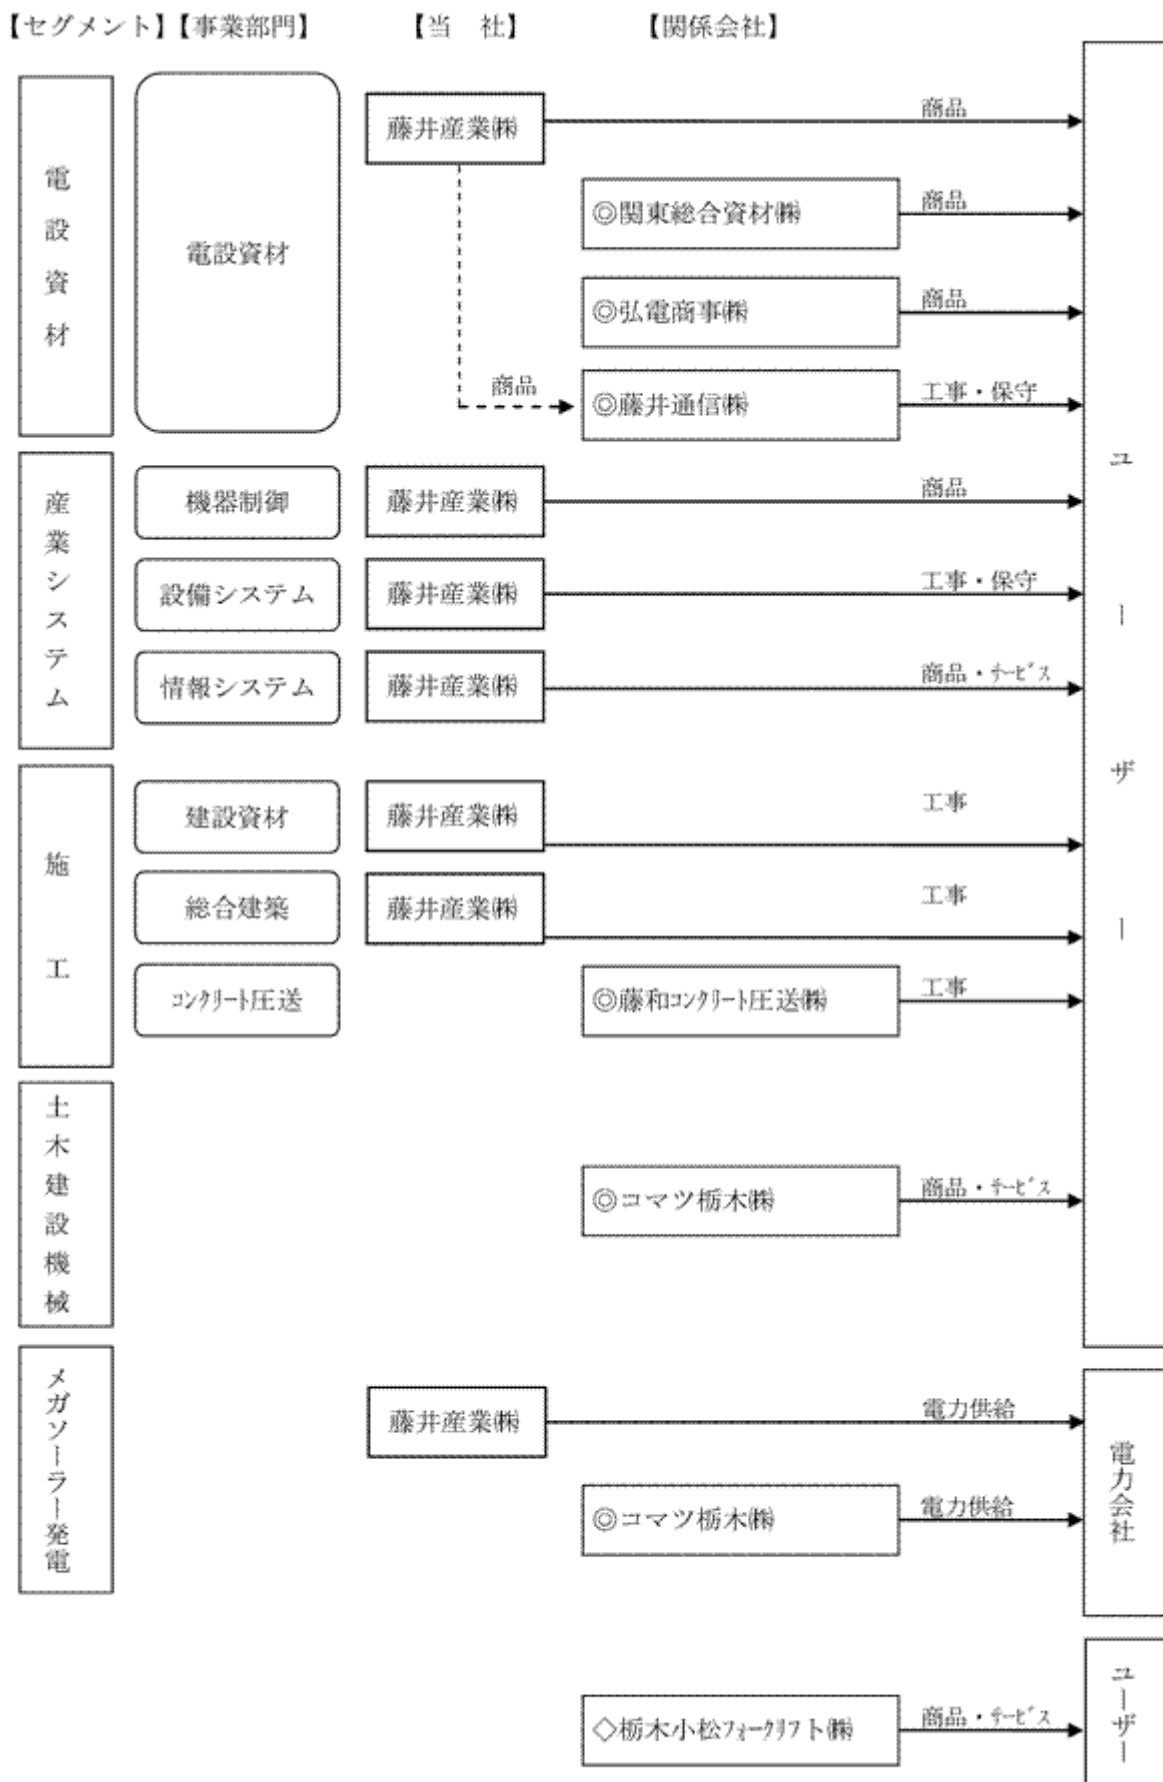 【セグメント】【事業部門】 【当 社】 【関係会社】
電設資材
電設資材
藤井産業㈱
商品
◎関東総合資材㈱
商品
◎弘電商事㈱
商品
商品
◎藤井通信㈱
工事・保守
ユーザー
産業システム
機器制御
藤井産業㈱
商品
設備システム
藤井産業㈱
工事・保守
情報システム
藤井産業㈱
商品・サービス
施工
建設資材
藤井産業㈱
工事
総合建築
藤井産業㈱
工事
コンクリート圧送
◎藤和コンクリート圧送㈱
工事
土木建設機械
◎コマツ栃木㈱
商品・サービス
メガソーラー発電
藤井産業㈱
電力供給
◎コマツ栃木㈱
電力供給
電力会社
◇栃木小松フォークリフト㈱
商品・サービス
ユーザー